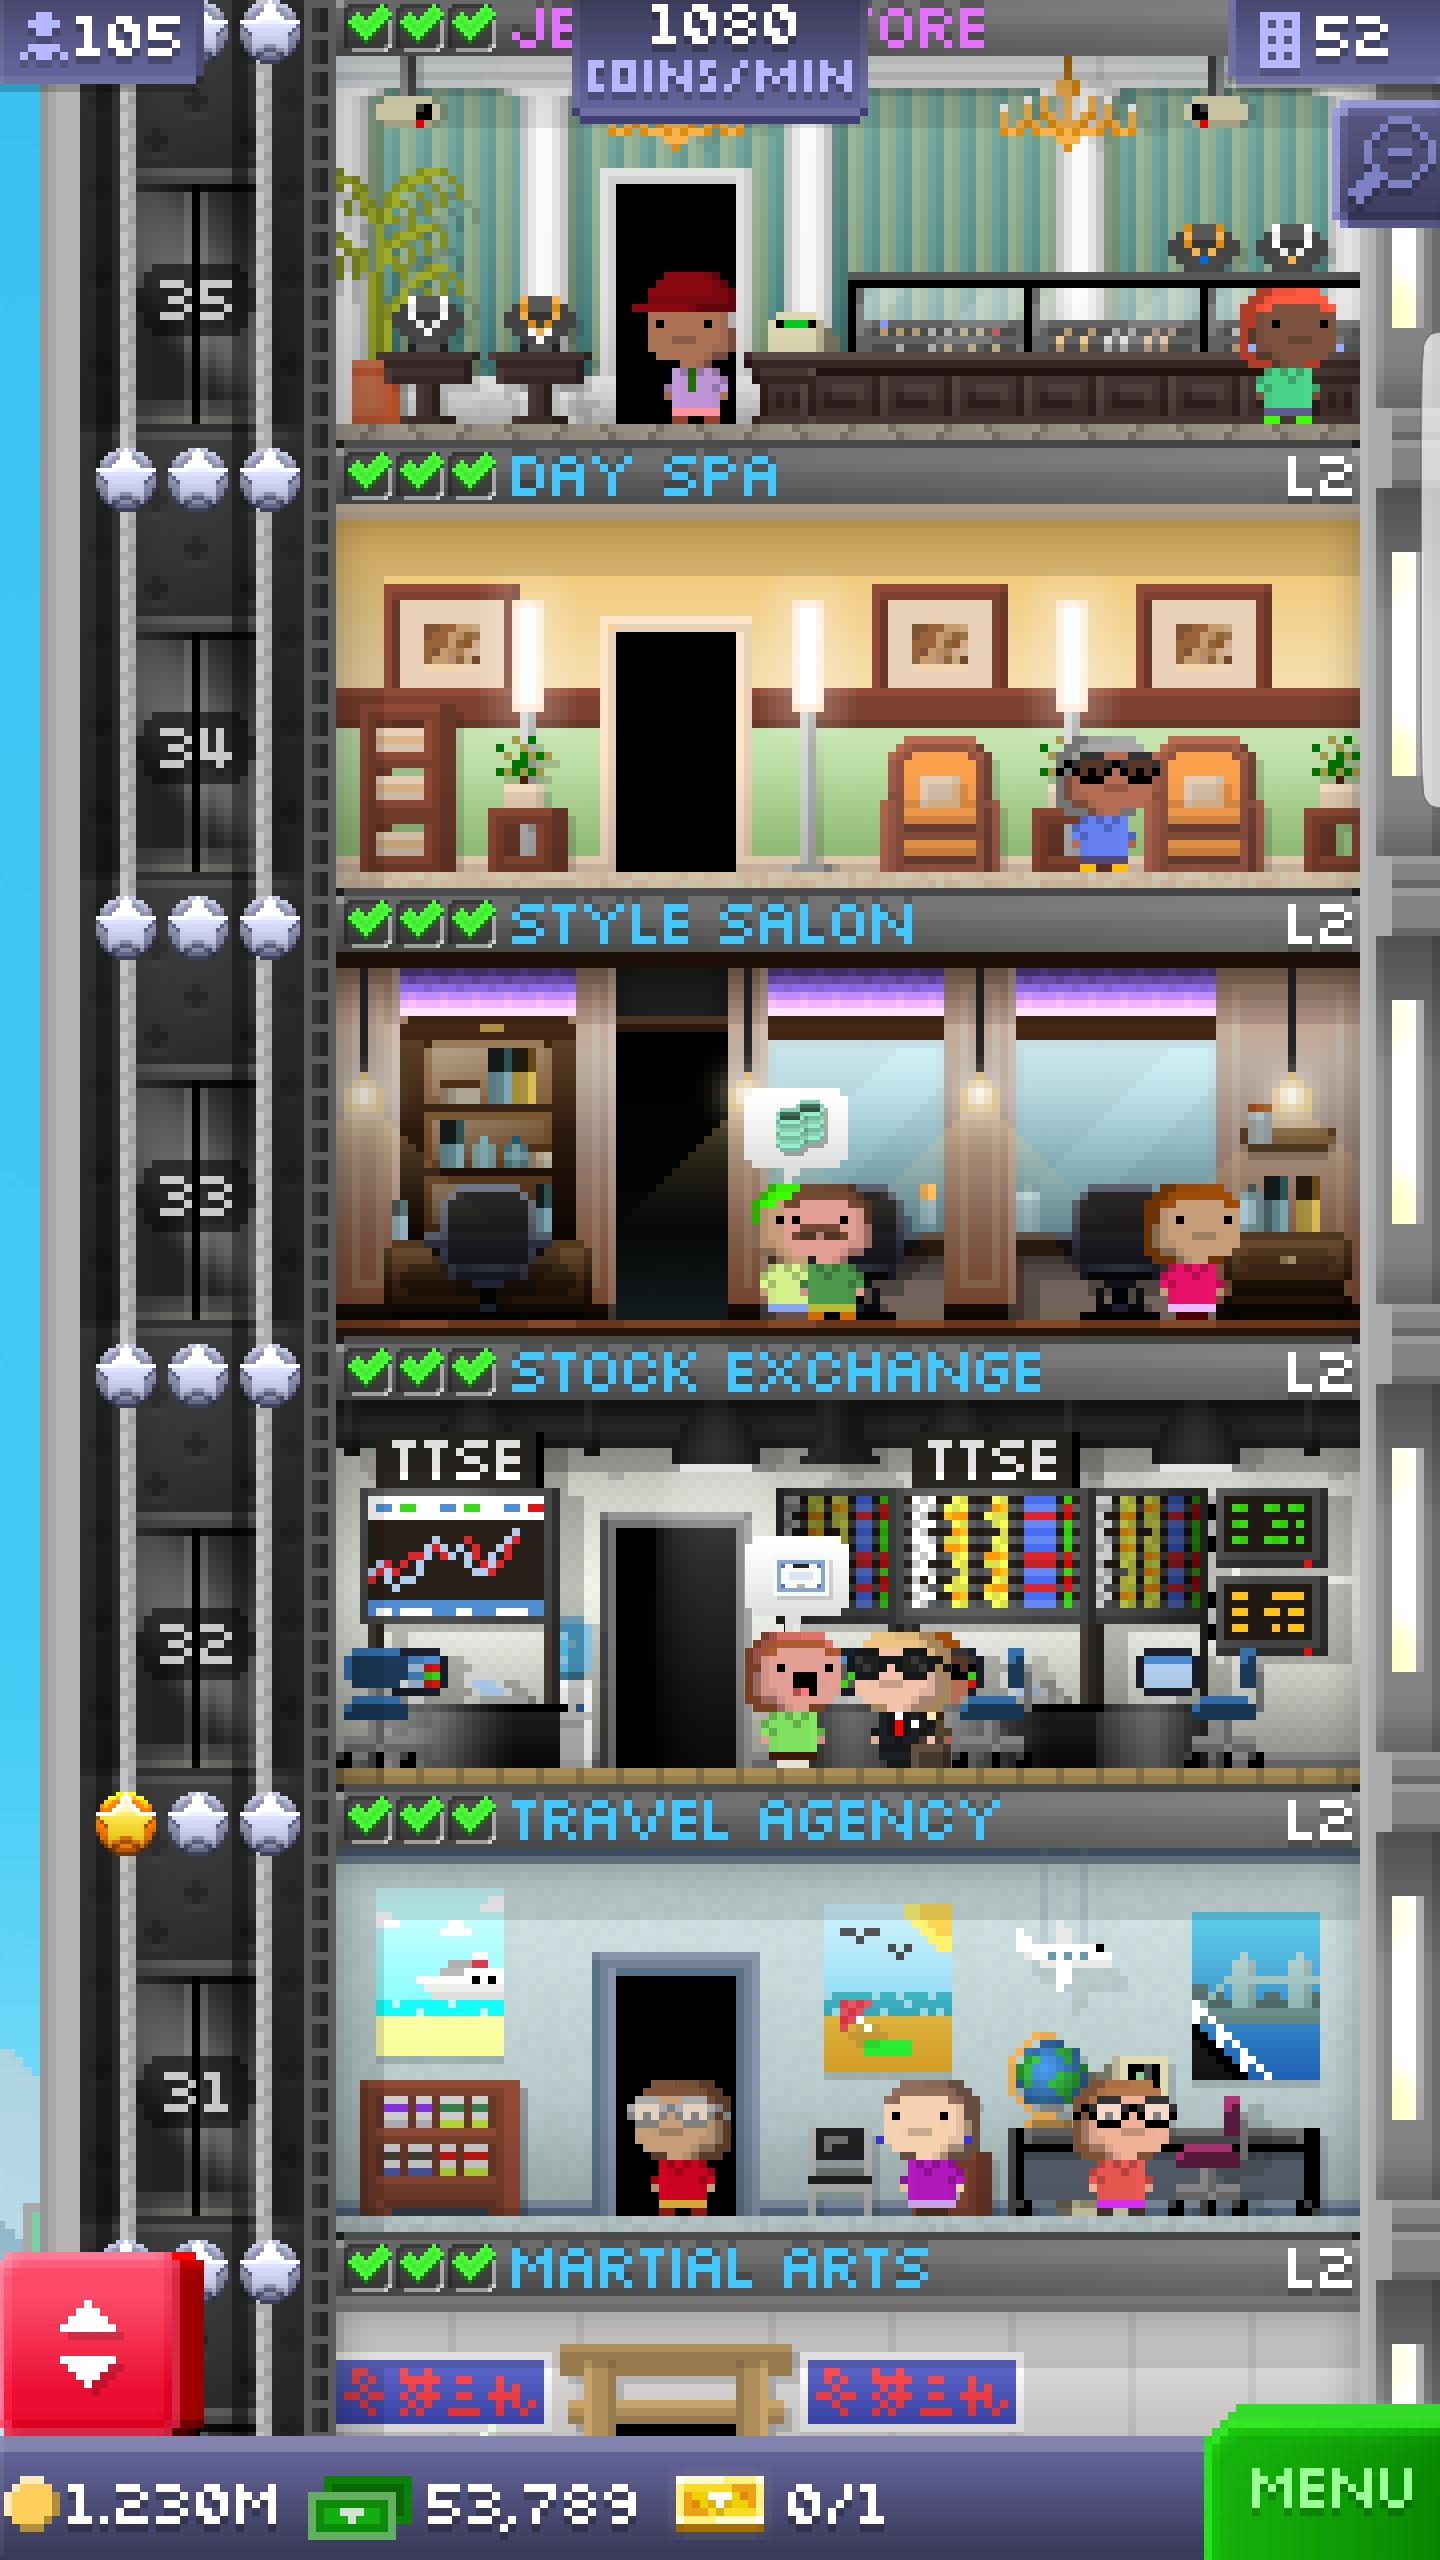 105
1080
COINS/MIN
52
JE
ORE
35
DAY SPA
L2
34
STYLE SALON
L2
33
STOCK EXCHANGE
L2
TTSE
TTSE
32
TRAVEL AGENCY
L2
31
MARTIAL ARTS
L2
1.230M
53,789
0/1
MENU